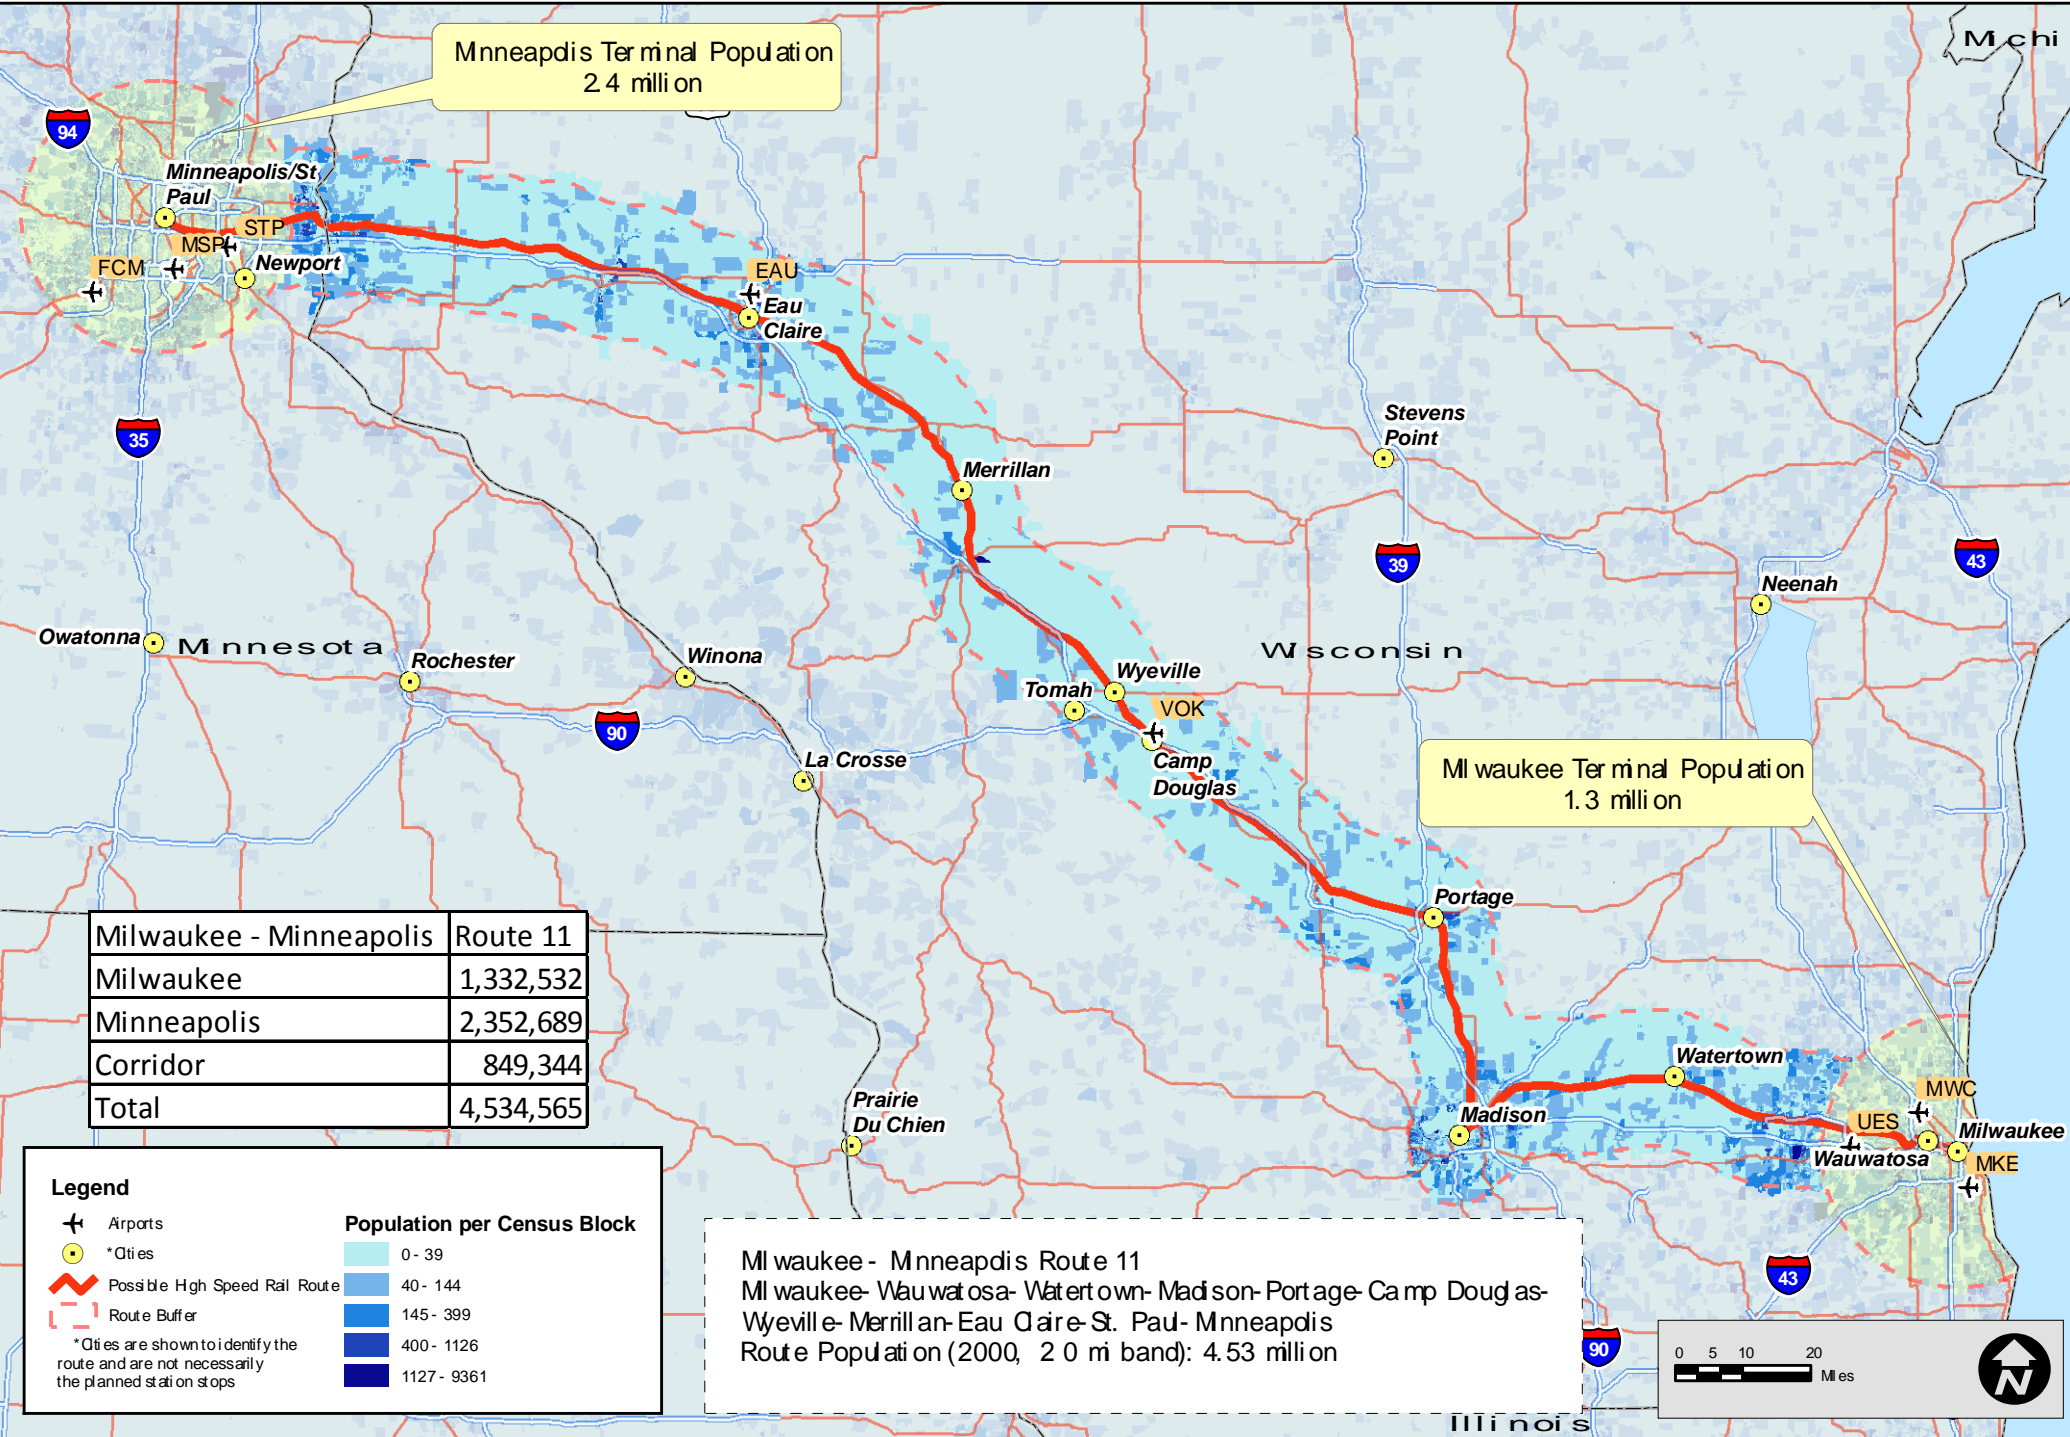 Michi
Minneapolis Terminal Population
2.4 million
94
Minneapolis/St
Paul
STP
MSP
FCM
Newport
EAU
Eau
Claire
35
Stevens
Point
Merrillan
39
43
Neenah
Owatonna
Minnesota
Rochester
Winona
Wisconsin
Tomah
Wyeville
VOK
90
La Crosse
Camp
Douglas
Milwaukee Terminal Population
1.3 million
Portage
Milwaukee - Minneapolis Route 11
Milwaukee 1,332,532
Minneapolis 2,352,689
Corridor 849,344
Total 4,534,565
Watertown
MWC
Prairie
Du Chien
Madison
UES
Milwaukee
Wauwatosa
MKE
Legend
Airports
*Cities
Possible High Speed Rail Route
Route Buffer
*Cities are shown to identify the
route and are not necessarily
the planned station stops
Population per Census Block
0 - 39
40 - 144
145 - 399
400 - 1126
1127 - 9361
Milwaukee - Minneapolis Route 11
Milwaukee-Wauwatosa-Watertown-Madison-Portage-Camp Douglas-
Wyeville-Merrillan-Eau Claire-St. Paul-Minneapolis
Route Population (2000, 20 mi band): 4.53 million
43
90
0 5 10 20
Miles
N
Illinois